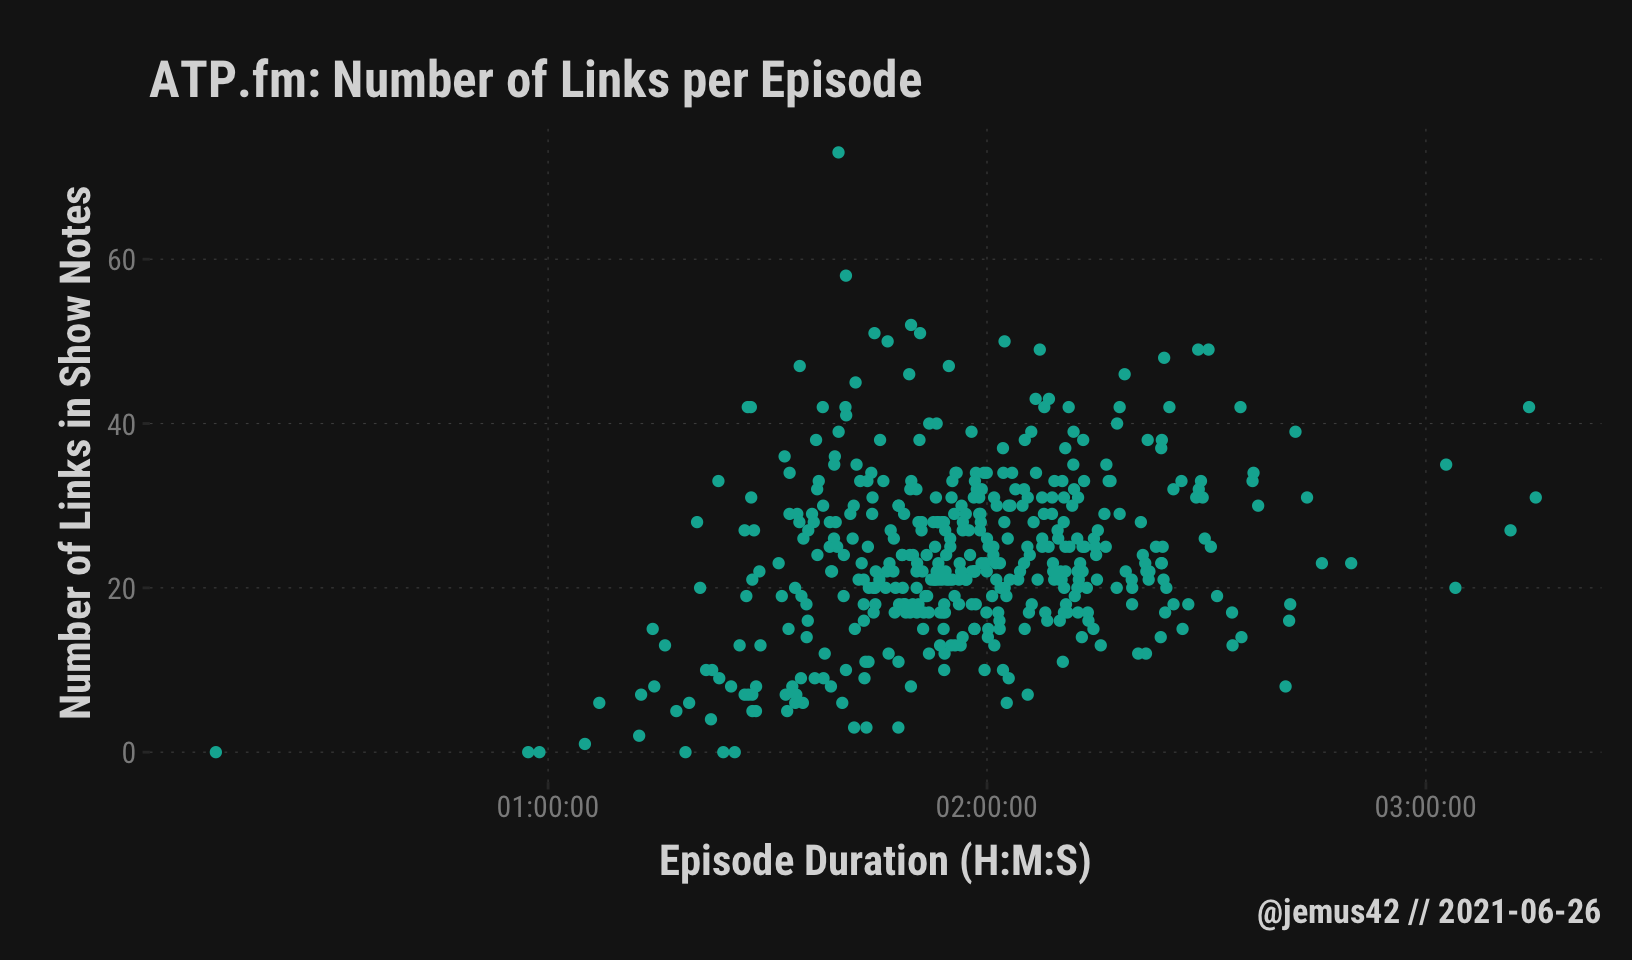 ATP.fm: Number of Links per Episode
Number of Links in Show Notes
60
40
20
0
01:00:00 02:00:00 03:00:00
Episode Duration (H:M:S)
@jemus42 // 2021-06-26